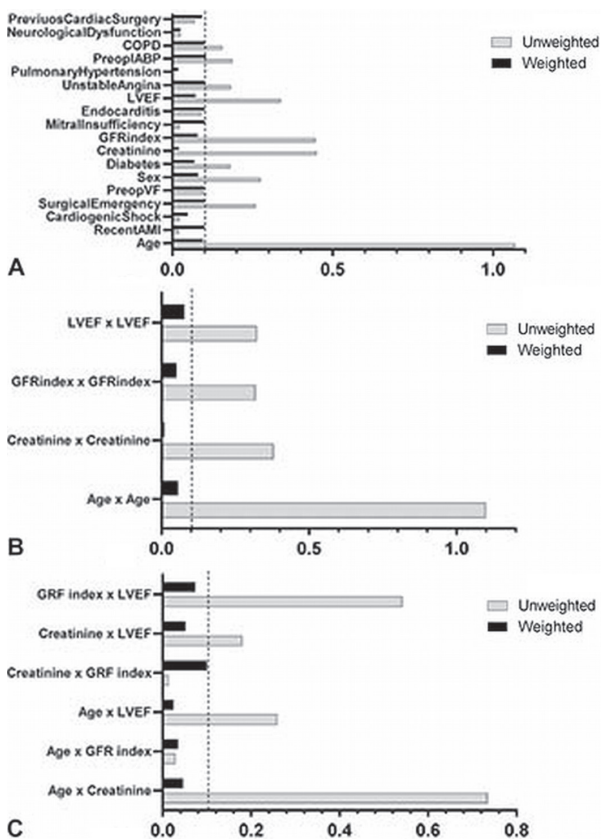 PreviuosCardiacSurgery
NeurologicalDysfunction
COPD
PreopIABP
PulmonaryHypertension
UnstableAngina
LVEF
Endocarditis
MitralInsufficiency
GFRindex
Creatinine
Diabetes
Sex
PreopVF
SurgicalEmergency
CardiogenicShock
RecentAMI
Age
Unweighted
Weighted
A
0.0 0.5 1.0
LVEF x LVEF
GFRindex x GFRindex
Creatinine x Creatinine
Age x Age
Unweighted
Weighted
B
0.0 0.5 1.0
GRF index x LVEF
Creatinine x LVEF
Creatinine x GRF index
Age x LVEF
Age x GFR index
Age x Creatinine
Unweighted
Weighted
C
0.0 0.2 0.4 0.6 0.8